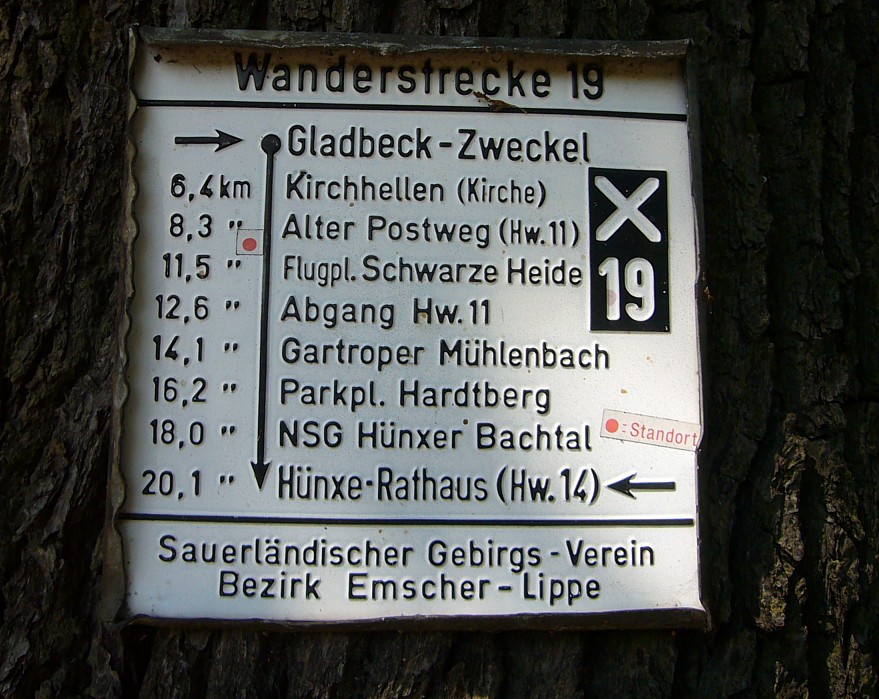 Wanderstrecke 19
Gladbeck-Zweckel
6,4 km Kirchhellen (Kirche)
8,3 " Alter Postweg (Hw.11)
11,5 " Flugpl. Schwarze Heide
12,6 " Abgang Hw.11
14,1 " Gartroper Mühlenbach
16,2 " Parkpl. Hardtberg
18,0 " NSG Hünxer Bachtal
20,1 " Hünxe-Rathaus (Hw.14)
X
19
: Standort
Sauerländischer Gebirgs-Verein
Bezirk Emscher-Lippe